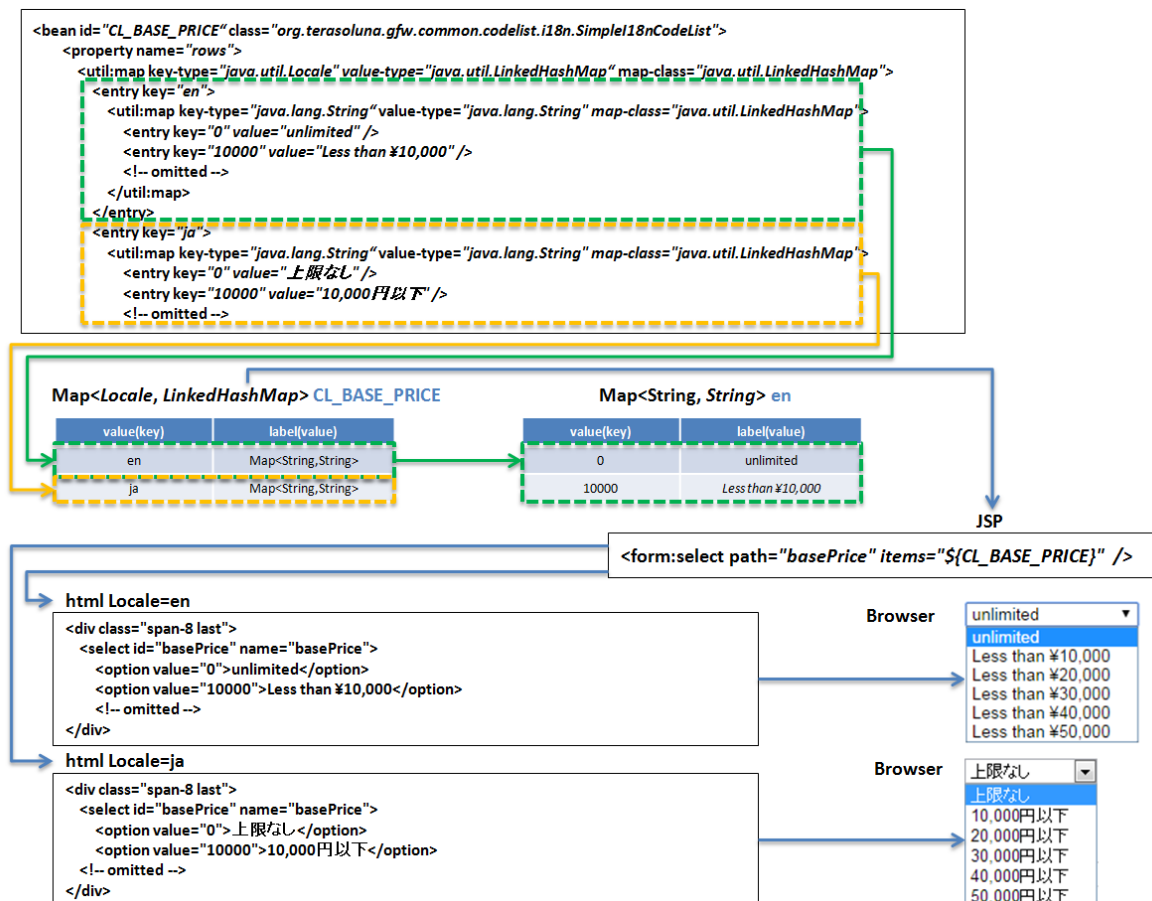 <bean id="CL_BASE_PRICE“ class="org.terasoluna.gfw.common.codelist.i18n.SimpleI18nCodeList">
<property name="rows">
<util:map key-type="java.util.Locale" value-type="java.util.LinkedHashMap“ map-class="java.util.LinkedHashMap">
<entry key="en">
<util:map key-type="java.lang.String“ value-type="java.lang.String" map-class="java.util.LinkedHashMap">
<entry key="0" value="unlimited" />
<entry key="10000" value="Less than ¥10,000" />
<!-- omitted -->
</util:map>
</entry>
<entry key="ja">
<util:map key-type="java.lang.String“ value-type="java.lang.String" map-class="java.util.LinkedHashMap">
<entry key="0" value="上限なし" />
<entry key="10000" value="10,000円以下" />
<!-- omitted -->
Map<Locale, LinkedHashMap> CL_BASE_PRICE
value(key) label(value)
en Map<String,String>
ja Map<String,String>
Map<String, String> en
value(key) label(value)
0 unlimited
10000 Less than ¥10,000
JSP
<form:select path="basePrice" items="${CL_BASE_PRICE}" />
html Locale=en
<div class="span-8 last">
<select id="basePrice" name="basePrice">
<option value="0">unlimited</option>
<option value="10000">Less than ¥10,000</option>
<!-- omitted -->
</div>
Browser
unlimited
unlimited
Less than ¥10,000
Less than ¥20,000
Less than ¥30,000
Less than ¥40,000
Less than ¥50,000
html Locale=ja
<div class="span-8 last">
<select id="basePrice" name="basePrice">
<option value="0">上限なし</option>
<option value="10000">10,000円以下</option>
<!-- omitted -->
</div>
Browser
上限なし
上限なし
10,000円以下
20,000円以下
30,000円以下
40,000円以下
50,000円以下